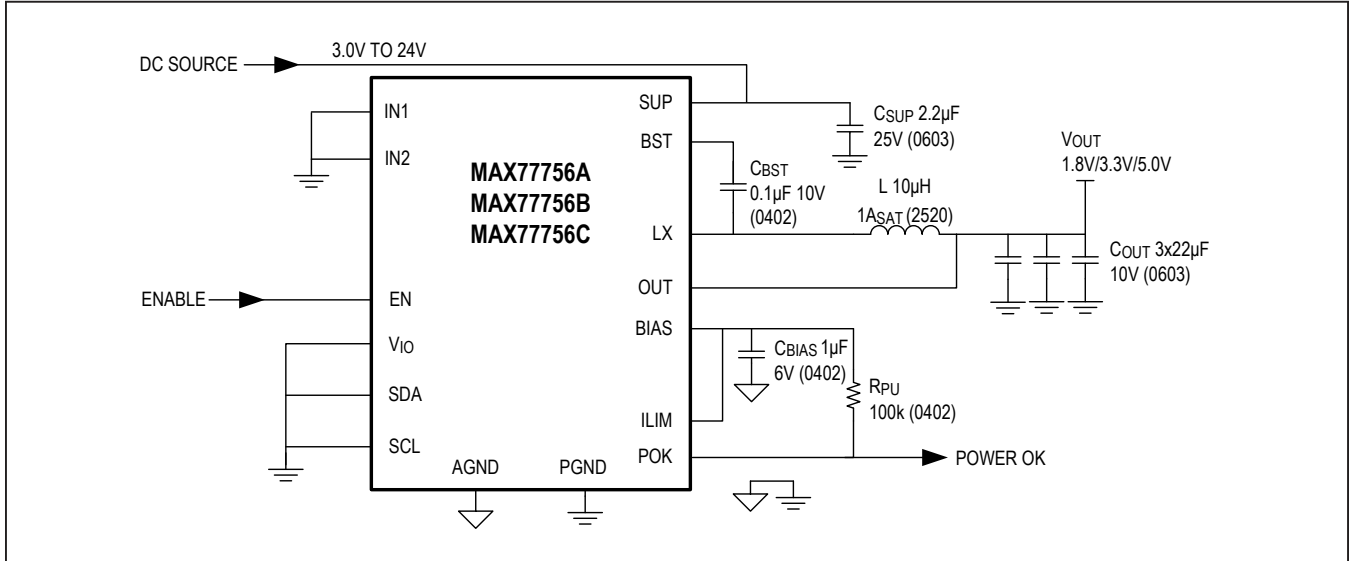 DC SOURCE
3.0V TO 24V
IN1
IN2
MAX77756A
MAX77756B
MAX77756C
ENABLE
EN
VIO
SDA
SCL
AGND
PGND
SUP
BST
LX
OUT
BIAS
ILIM
POK
CSUP 2.2µF
25V (0603)
CBST
0.1µF 10V
(0402)
L 10µH
1ASAT (2520)
VOUT
1.8V/3.3V/5.0V
COUT 3x22µF
10V (0603)
CBIAS 1µF
6V (0402)
RPU
100k (0402)
POWER OK